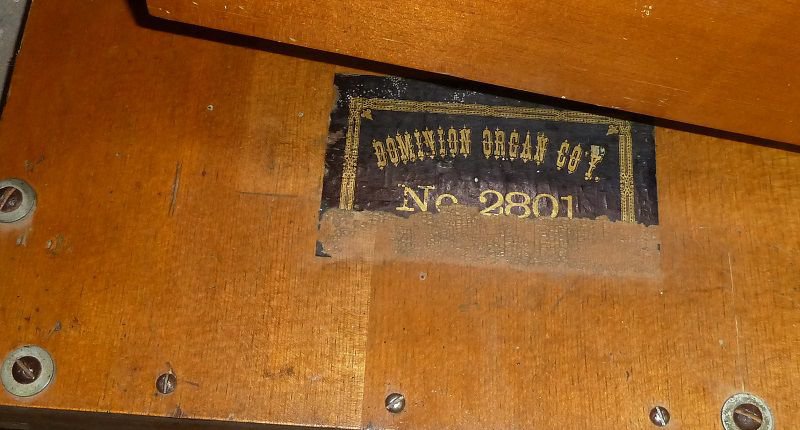 DOMINION ORGAN CO'Y.
No 2801